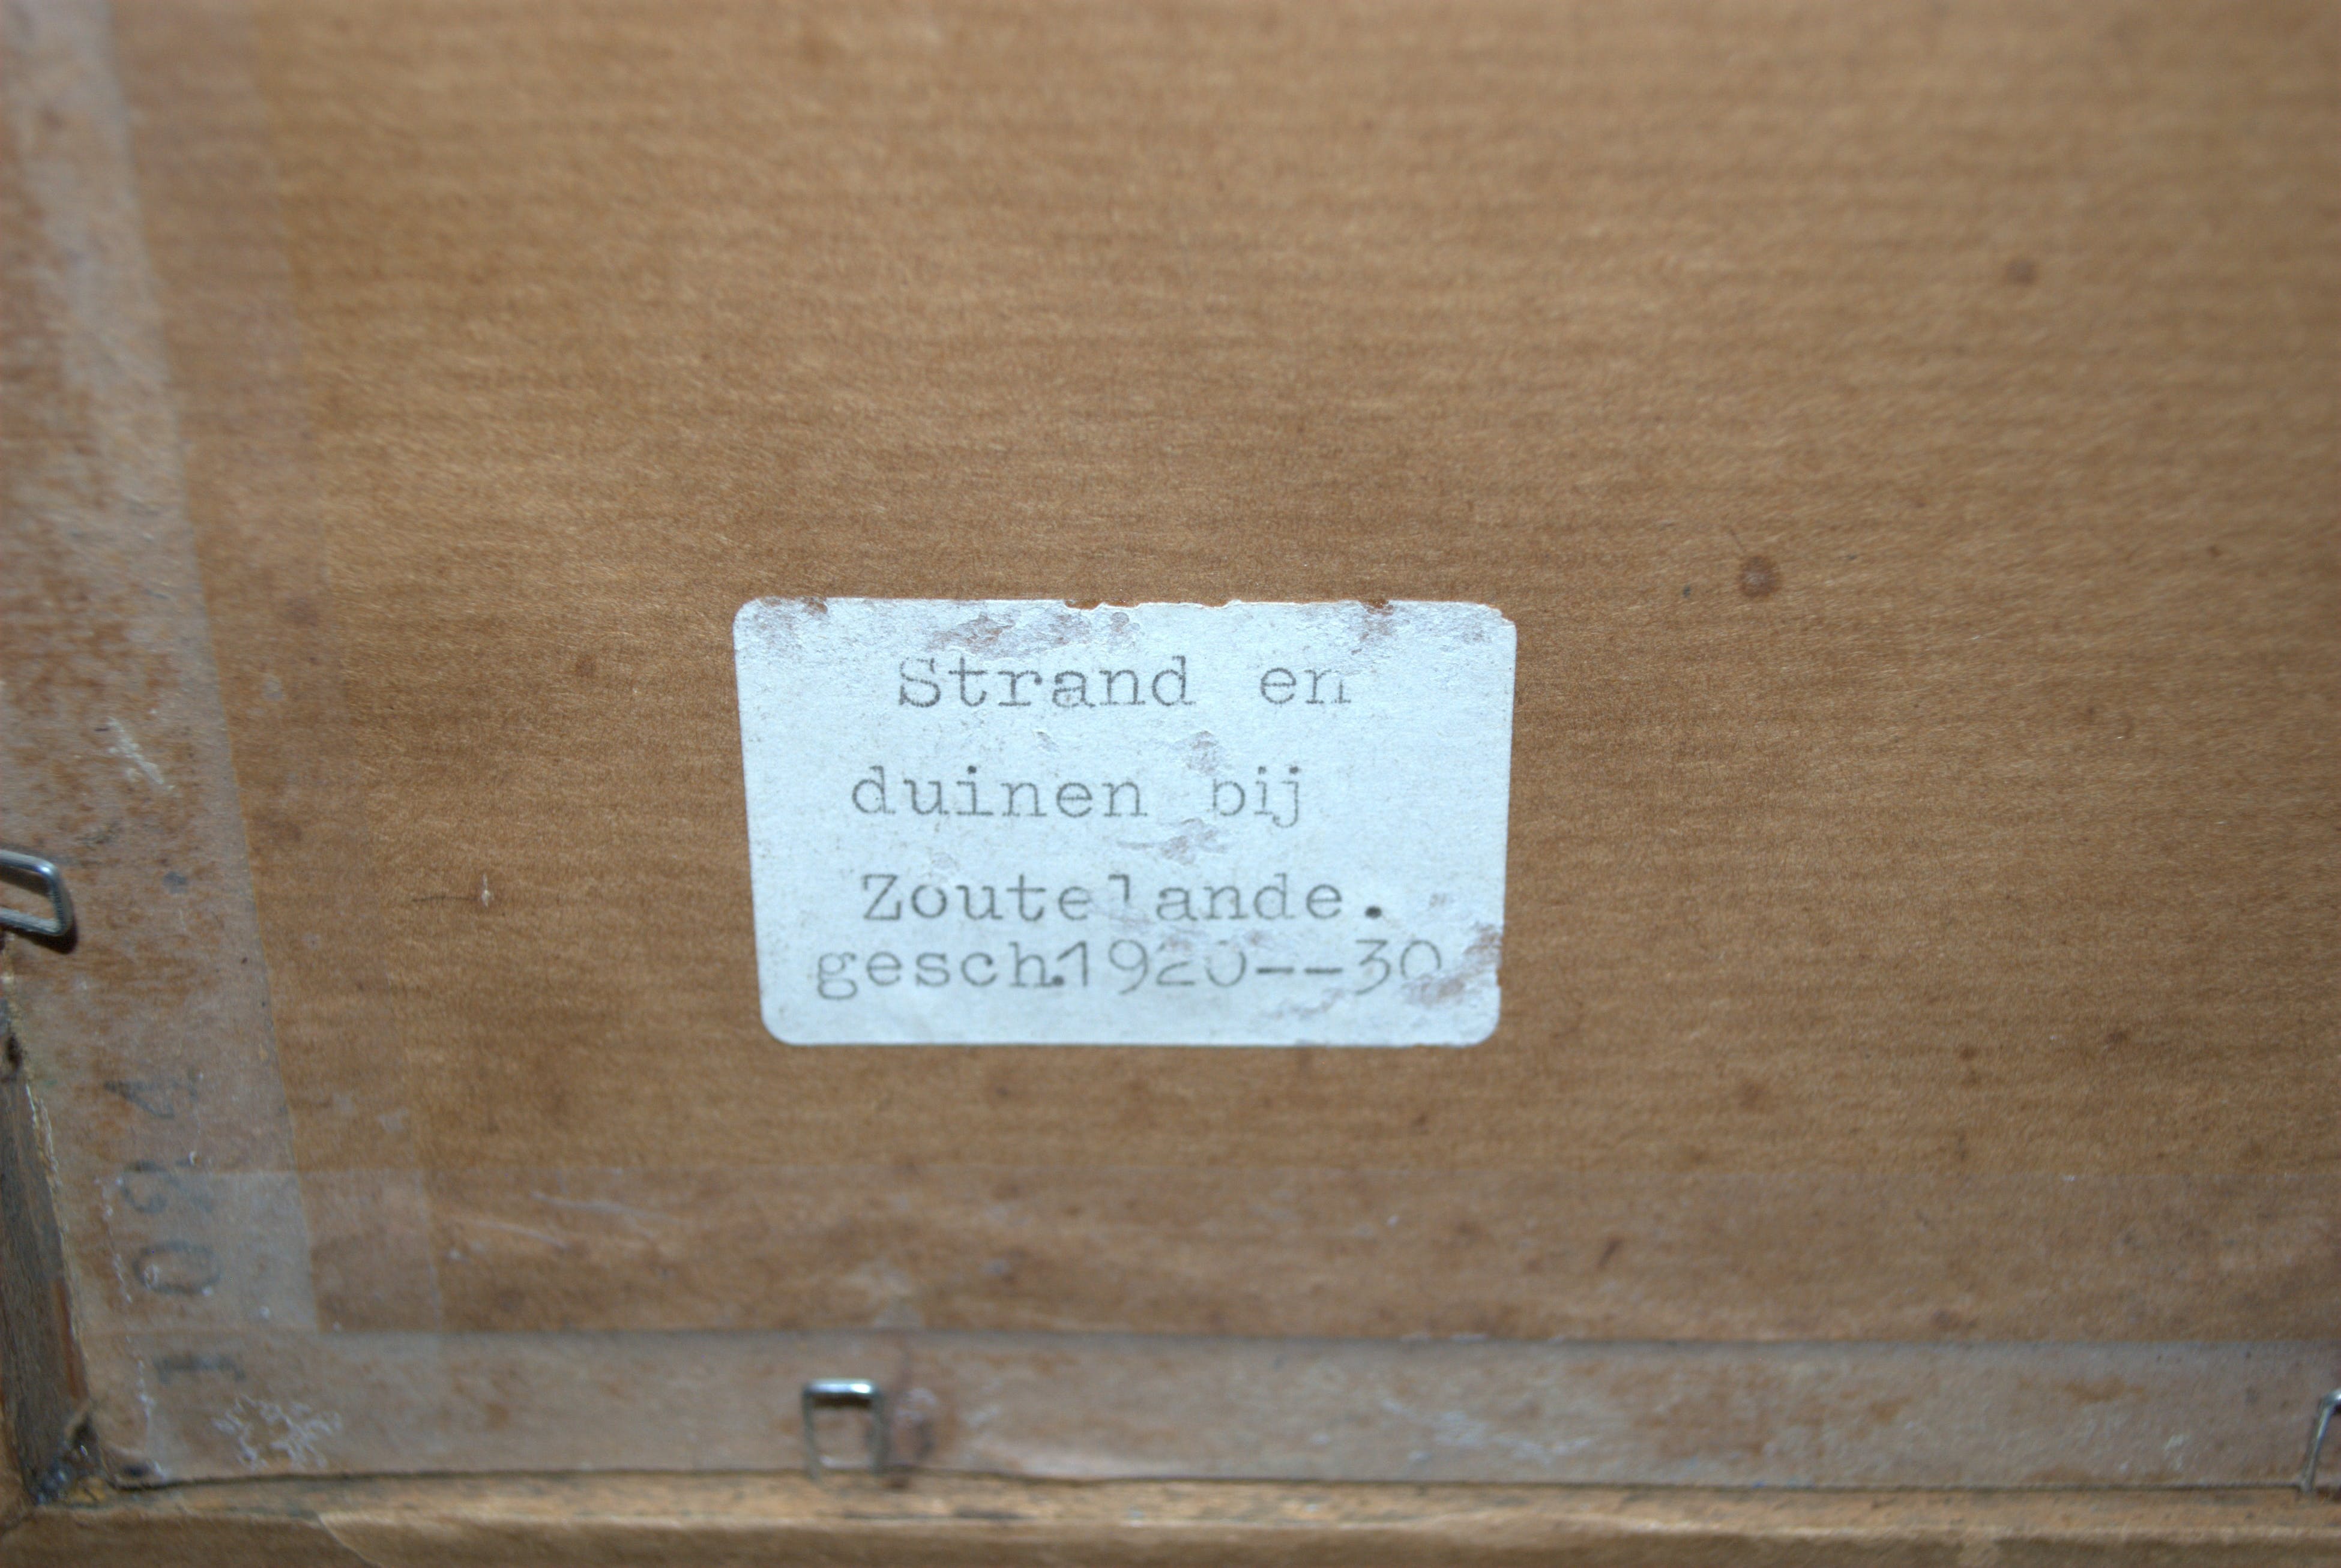 Strand en
duinen bij
Zoutelande.
gesch.1920--30